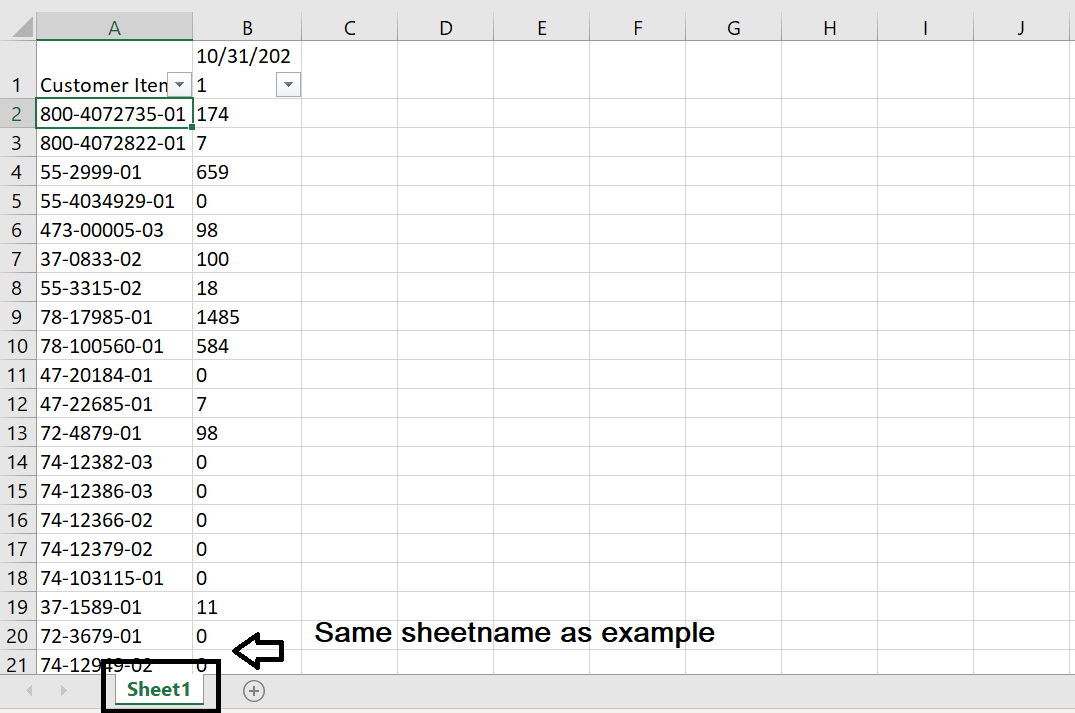 A B C D E F G H I J
10/31/202
1 Customer Iten 1
2 800-4072735-01 174
3 800-4072822-01 7
4 55-2999-01 659
5 55-4034929-01 0
6 473-00005-03 98
7 37-0833-02 100
8 55-3315-02 18
9 78-17985-01 1485
10 78-100560-01 584
11 47-20184-01 0
12 47-22685-01 7
13 72-4879-01 98
14 74-12382-03 0
15 74-12386-03 0
16 74-12366-02 0
17 74-12379-02 0
18 74-103115-01 0
19 37-1589-01 11
20 72-3679-01 0
Same sheetname as example
21 74-12949-02 0
Sheet1